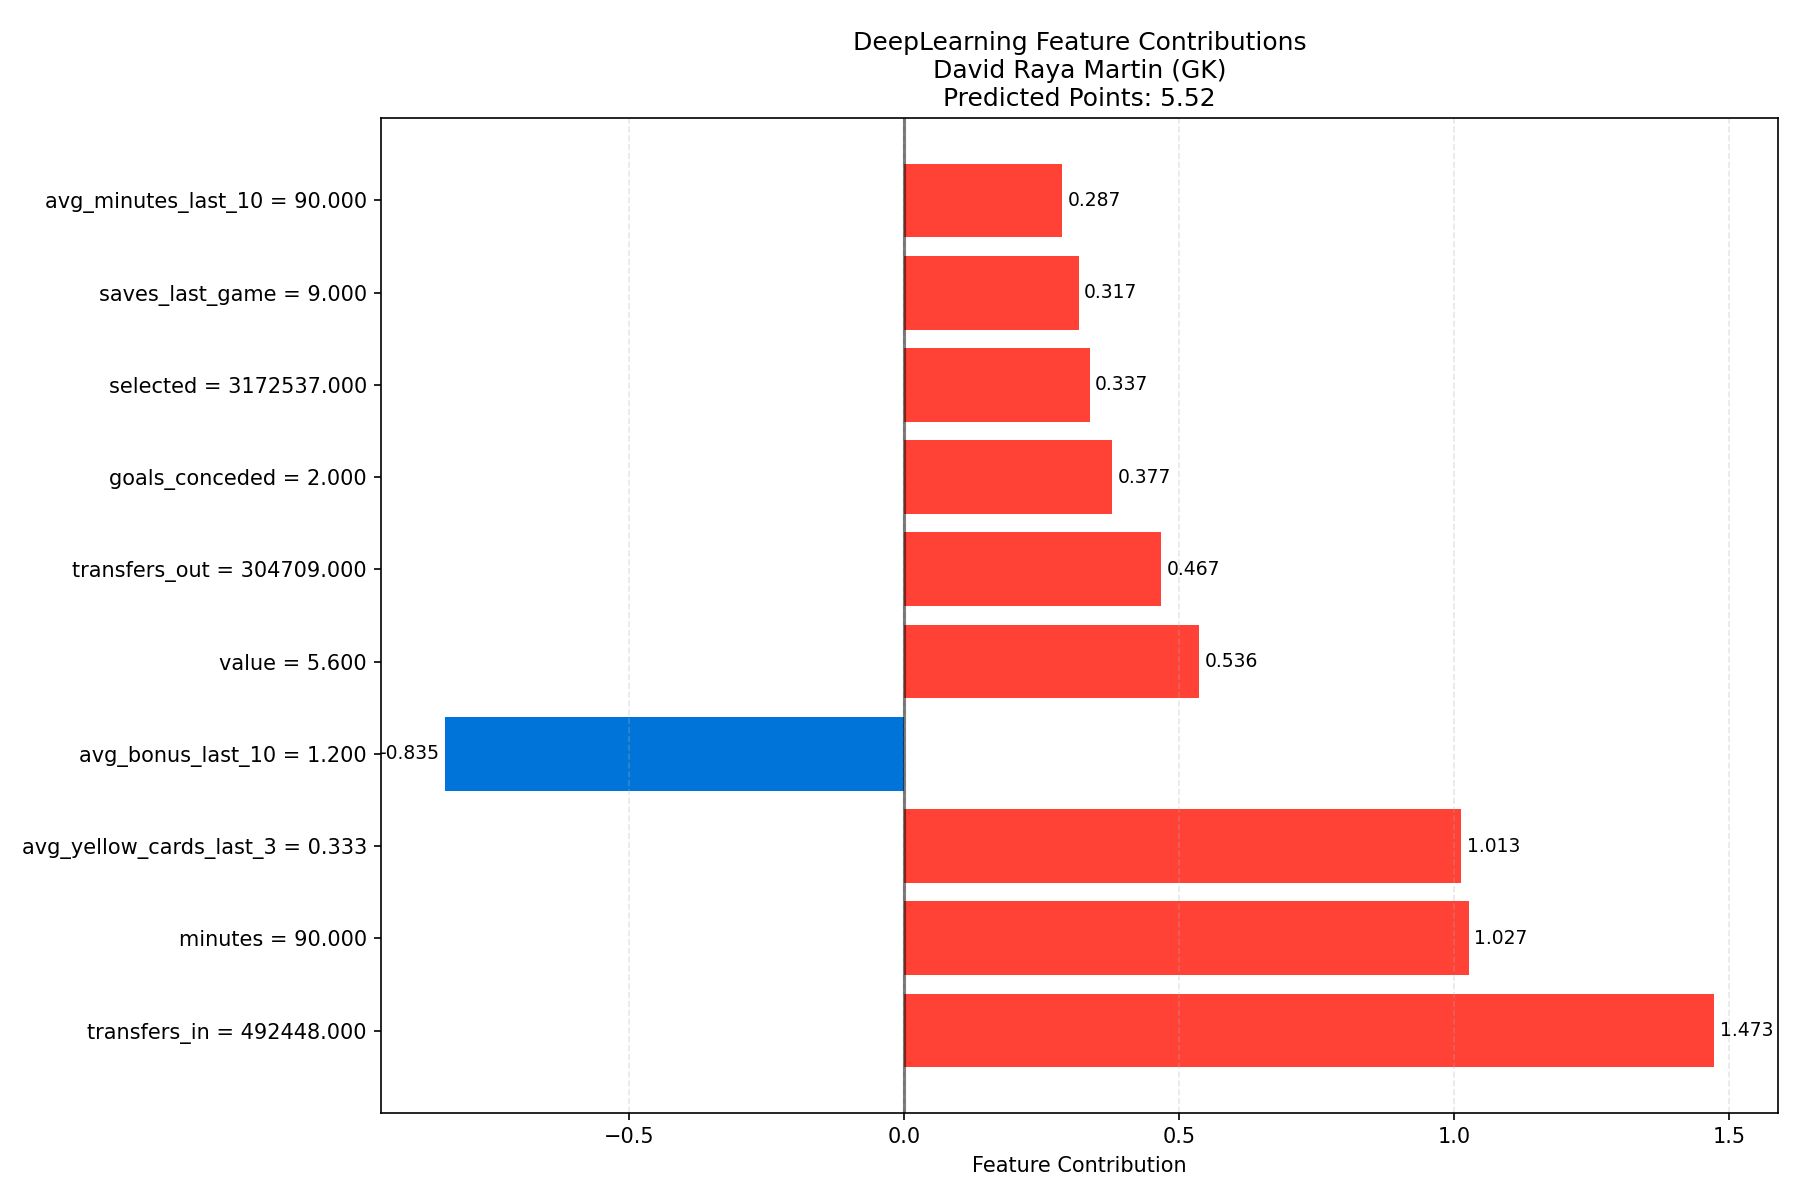 DeepLearning Feature Contributions
David Raya Martin (GK)
Predicted Points: 5.52
avg_minutes_last_10 = 90.000
0.287
saves_last_game = 9.000
0.317
selected = 3172537.000
0.337
goals_conceded = 2.000
0.377
transfers_out = 304709.000
0.467
value = 5.600
0.536
avg_bonus_last_10 = 1.200
-0.835
avg_yellow_cards_last_3 = 0.333
1.013
minutes = 90.000
1.027
transfers_in = 492448.000
1.473
−0.5
0.0
0.5
1.0
1.5
Feature Contribution